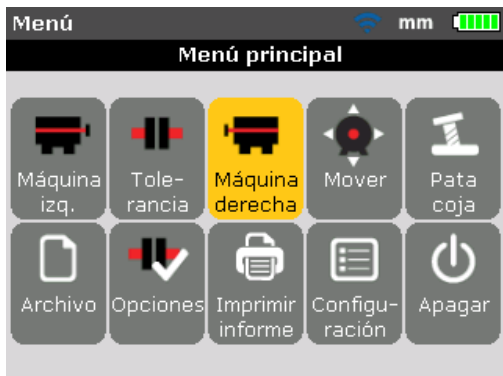 Menú mm
Menú principal
Máquina izq.
Tole-
rancia
Máquina derecha
Mover
Pata coja
Archivo
Opciones
Imprimir informe
Configu-
ración
Apagar